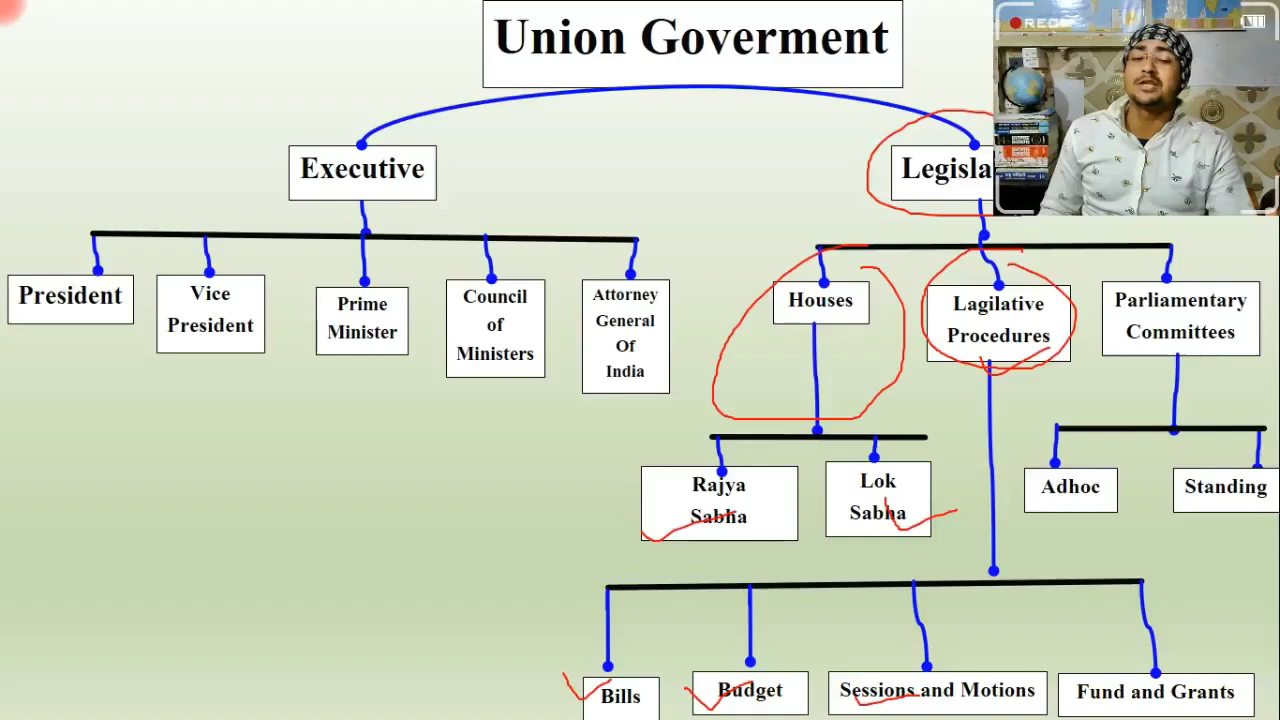 Union Goverment
REC
Executive
Legisla
President
Vice
President
Prime
Minister
Council
of
Ministers
Attorney
General
Of
India
Houses
Lagilative
Procedures
Parliamentary
Committees
Rajya
Sabha
Lok
Sabha
Adhoc
Standing
Bills
Budget
Sessions and Motions
Fund and Grants